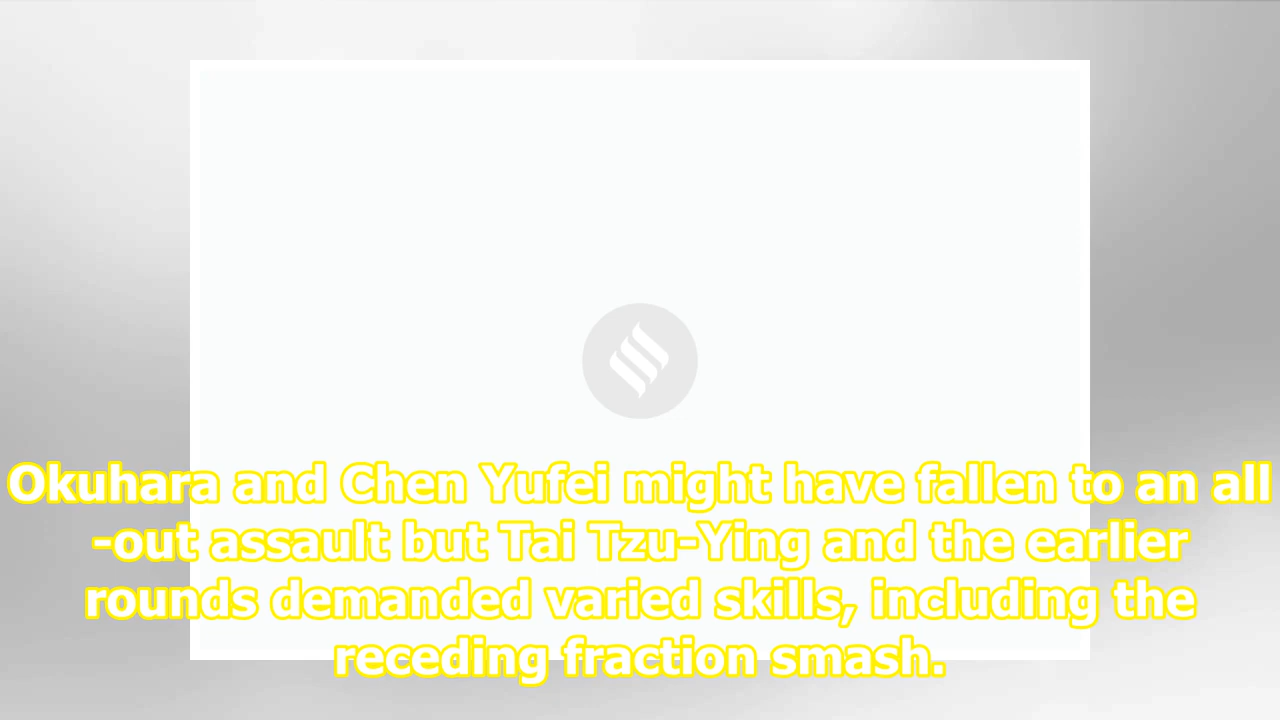 Okuhara and Chen Yufei might have fallen to an all
-out assault but Tai Tzu-Ying and the earlier
rounds demanded varied skills, including the
receding fraction smash.